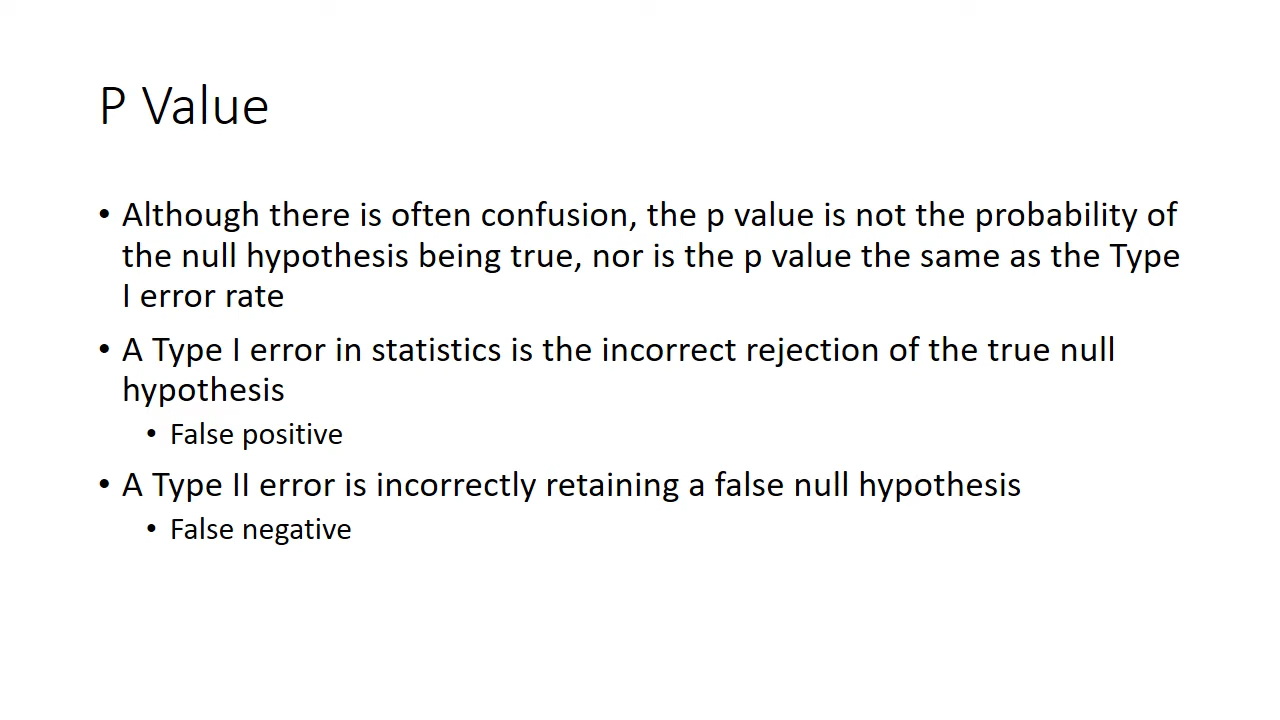 P Value
• Although there is often confusion, the p value is not the probability of
the null hypothesis being true, nor is the p value the same as the Type
I error rate
• A Type I error in statistics is the incorrect rejection of the true null
hypothesis
• False positive
• A Type II error is incorrectly retaining a false null hypothesis
• False negative